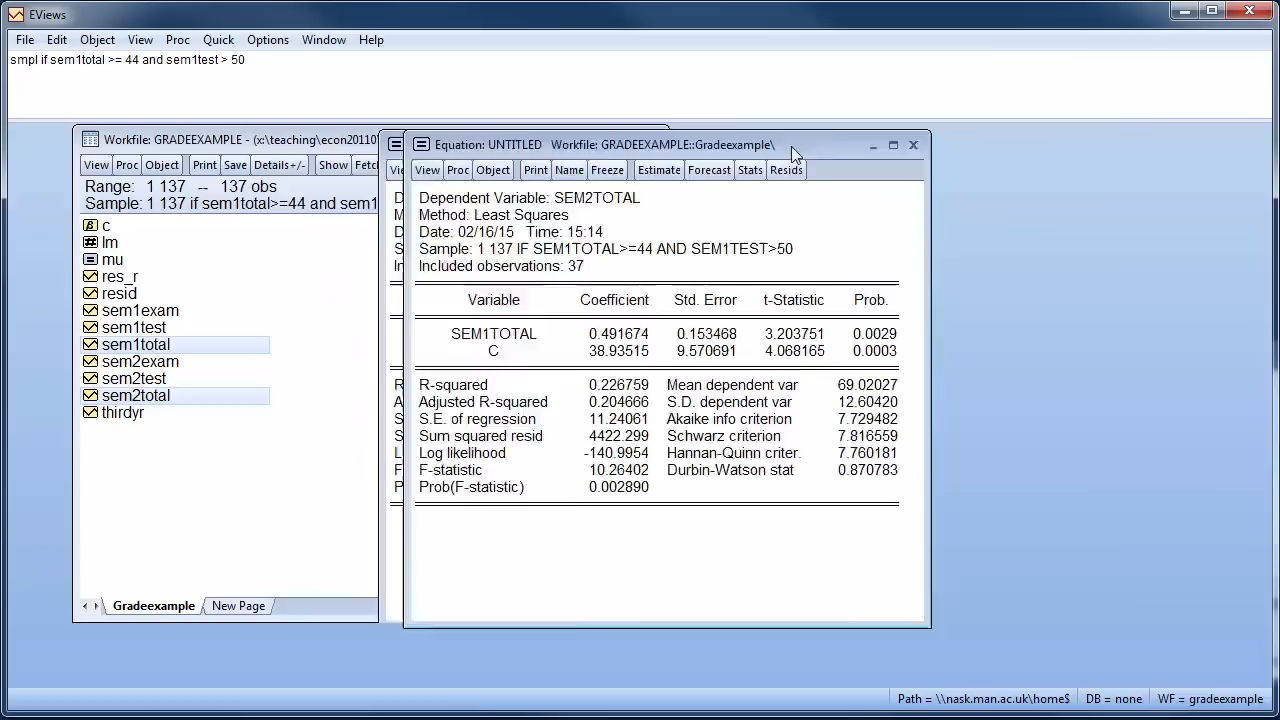 EViews
File Edit Object View Proc Quick Options Window Help
smpl if sem1total >= 44 and sem1test > 50
Workfile: GRADEEXAMPLE - (x:\teaching\econ20110\
View Proc Object Print Save Details+/- Show Fetc
Range: 1 137 -- 137 obs
Sample: 1 137 if sem1total>=44 and sem1
c
lm
mu
res_r
resid
sem1exam
sem1test
sem1total
sem2exam
sem2test
sem2total
thirdyr
Gradeexample New Page
Equation: UNTITLED Workfile: GRADEEXAMPLE::Gradeexample\
View Proc Object Print Name Freeze Estimate Forecast Stats Resids
Dependent Variable: SEM2TOTAL
Method: Least Squares
Date: 02/16/15 Time: 15:14
Sample: 1 137 IF SEM1TOTAL>=44 AND SEM1TEST>50
Included observations: 37
Variable Coefficient Std. Error t-Statistic Prob.
SEM1TOTAL 0.491674 0.153468 3.203751 0.0029
C 38.93515 9.570691 4.068165 0.0003
R-squared 0.226759 Mean dependent var 69.02027
Adjusted R-squared 0.204666 S.D. dependent var 12.60420
S.E. of regression 11.24061 Akaike info criterion 7.729482
Sum squared resid 4422.299 Schwarz criterion 7.816559
Log likelihood -140.9954 Hannan-Quinn criter. 7.760181
F-statistic 10.26402 Durbin-Watson stat 0.870783
Prob(F-statistic) 0.002890
Path = \\nask.man.ac.uk\home$ DB = none WF = gradeexample